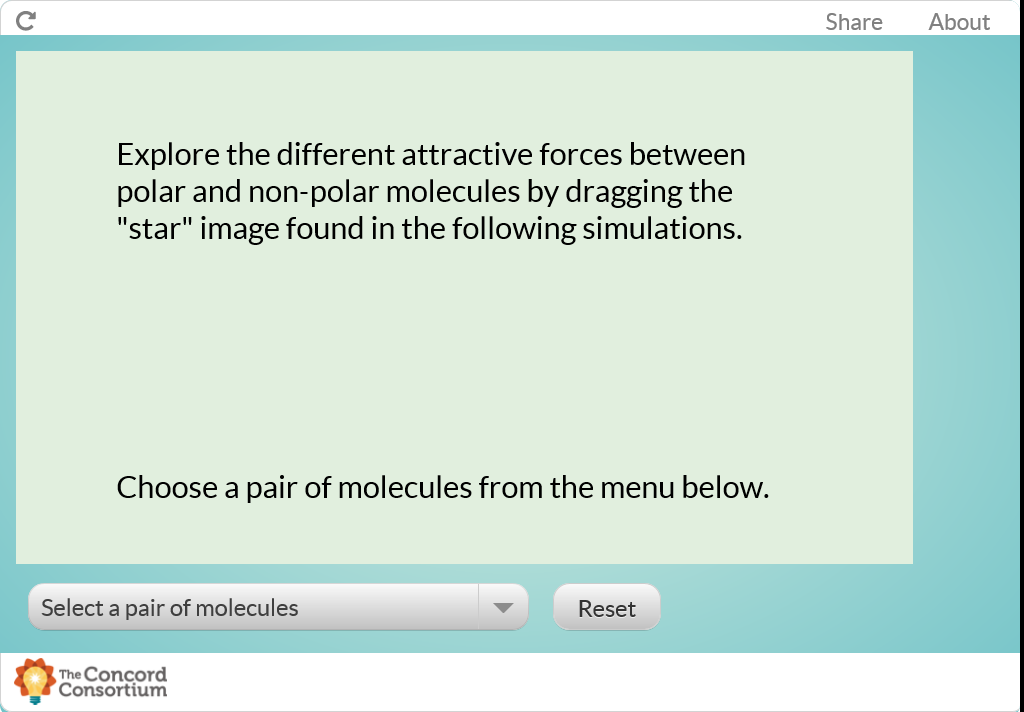 Share About
Explore the different attractive forces between
polar and non-polar molecules by dragging the
"star" image found in the following simulations.
Choose a pair of molecules from the menu below.
Select a pair of molecules Reset
The Concord
Consortium